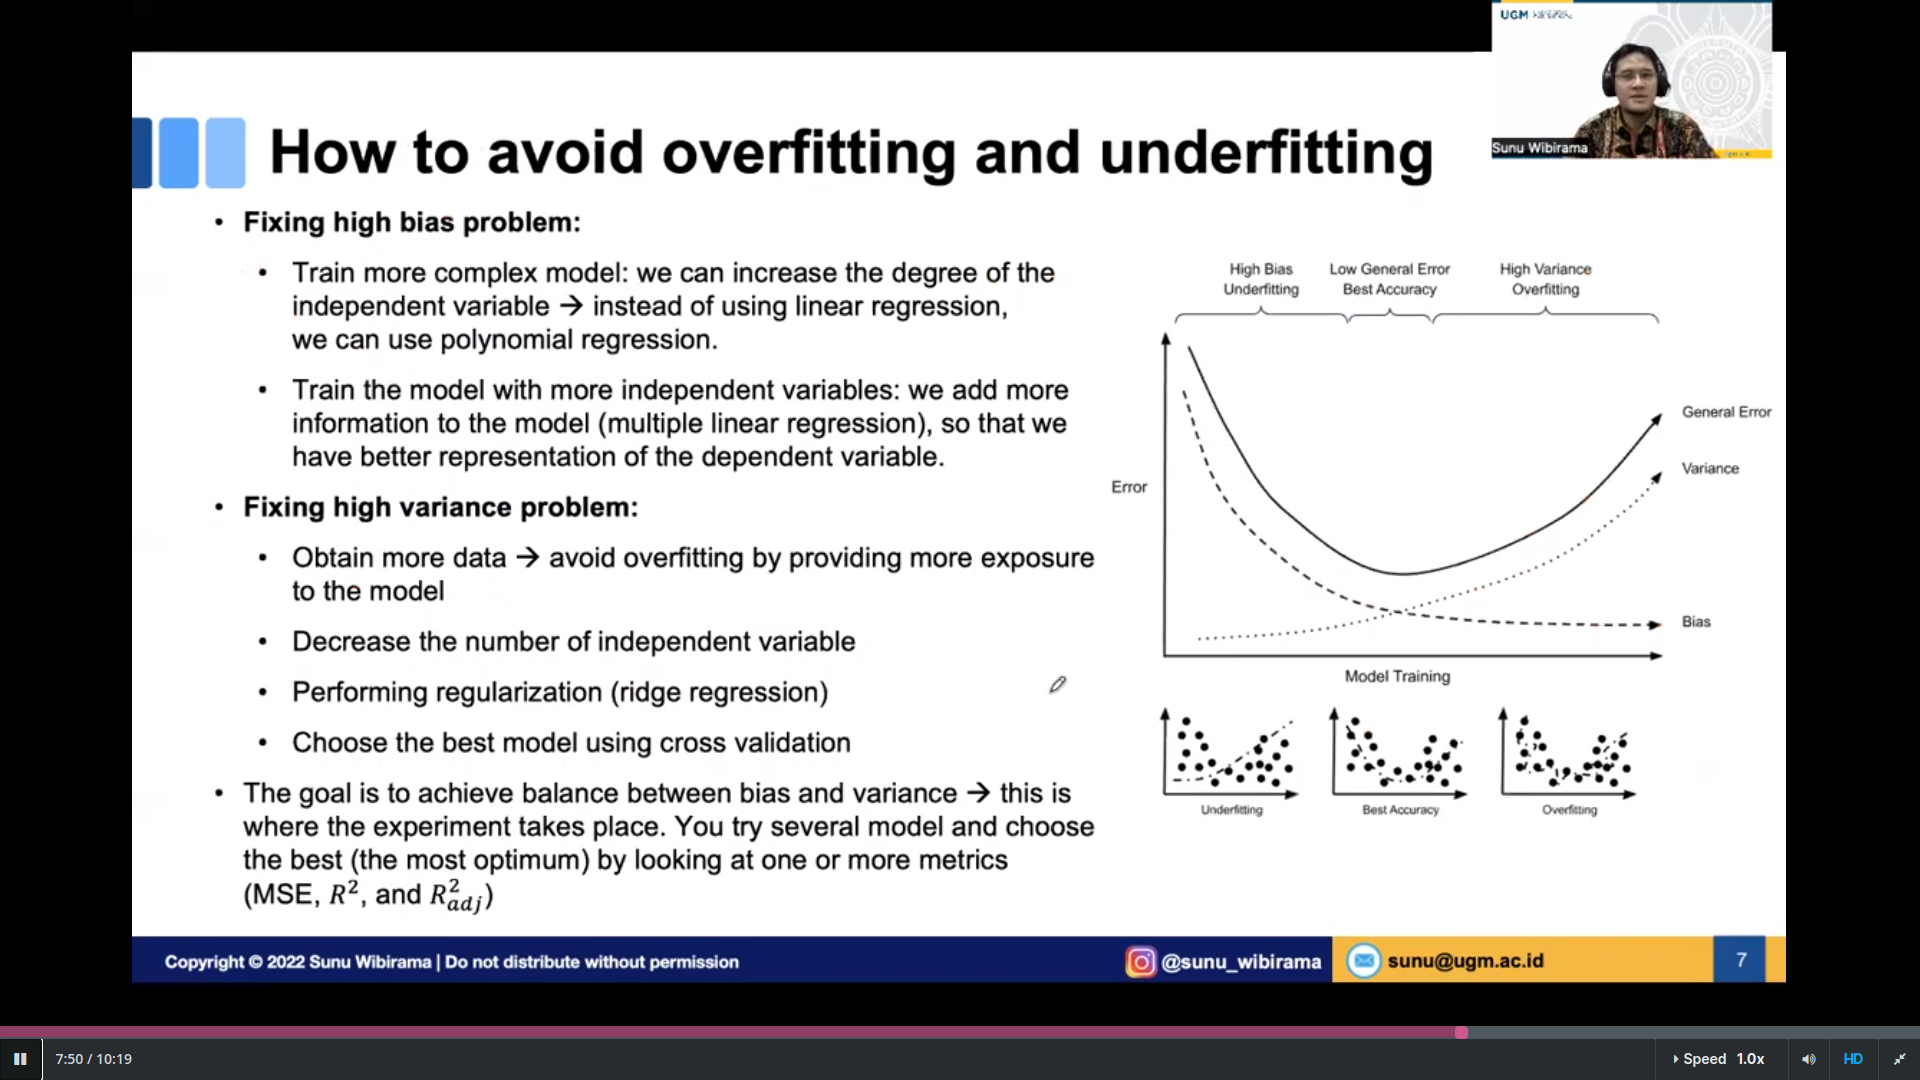 UGM
Sunu Wibirama
How to avoid overfitting and underfitting
• Fixing high bias problem:
• Train more complex model: we can increase the degree of the
independent variable → instead of using linear regression,
we can use polynomial regression.
• Train the model with more independent variables: we add more
information to the model (multiple linear regression), so that we
have better representation of the dependent variable.
• Fixing high variance problem:
• Obtain more data → avoid overfitting by providing more exposure
to the model
• Decrease the number of independent variable
• Performing regularization (ridge regression)
• Choose the best model using cross validation
• The goal is to achieve balance between bias and variance → this is
where the experiment takes place. You try several model and choose
the best (the most optimum) by looking at one or more metrics
(MSE, R², and R²adj)
High Bias
Underfitting
Low General Error
Best Accuracy
High Variance
Overfitting
General Error
Variance
Error
Bias
Model Training
Underfitting
Best Accuracy
Overfitting
Copyright © 2022 Sunu Wibirama | Do not distribute without permission
@sunu_wibirama
sunu@ugm.ac.id
7
7:50 / 10:19
Speed 1.0x
HD